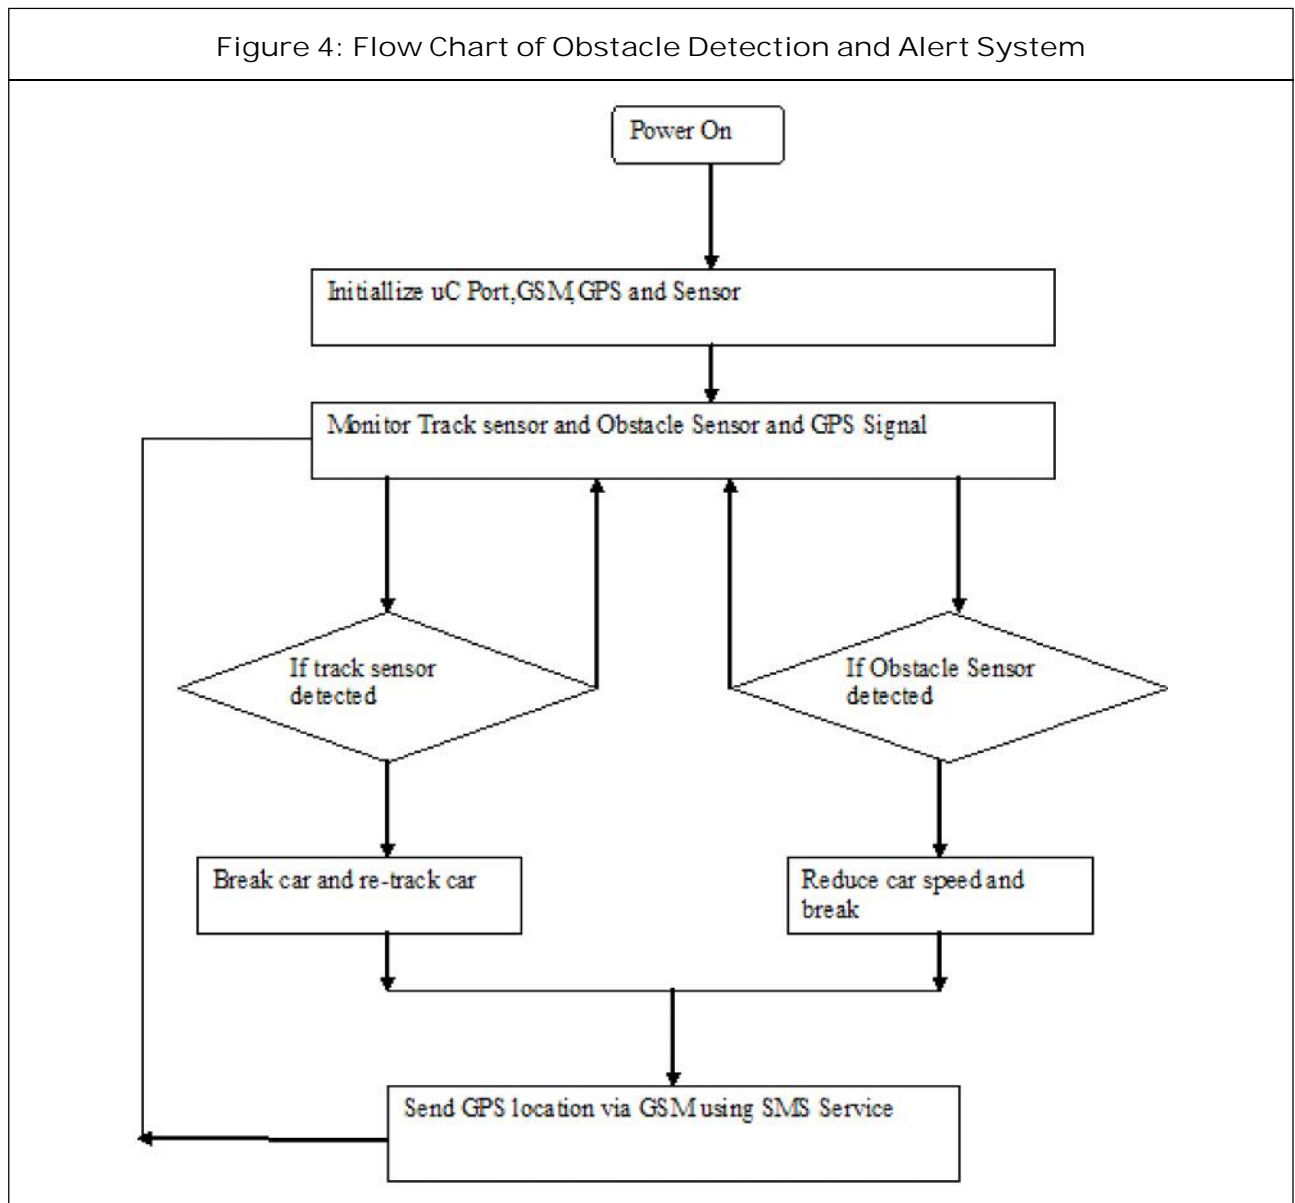 Figure 4: Flow Chart of Obstacle Detection and Alert System
Power On
Initiallize uC Port,GSM,GPS and Sensor
Monitor Track sensor and Obstacle Sensor and GPS Signal
If track sensor
detected
If Obstacle Sensor
detected
Break car and re-track car
Reduce car speed and
break
Send GPS location via GSM using SMS Service